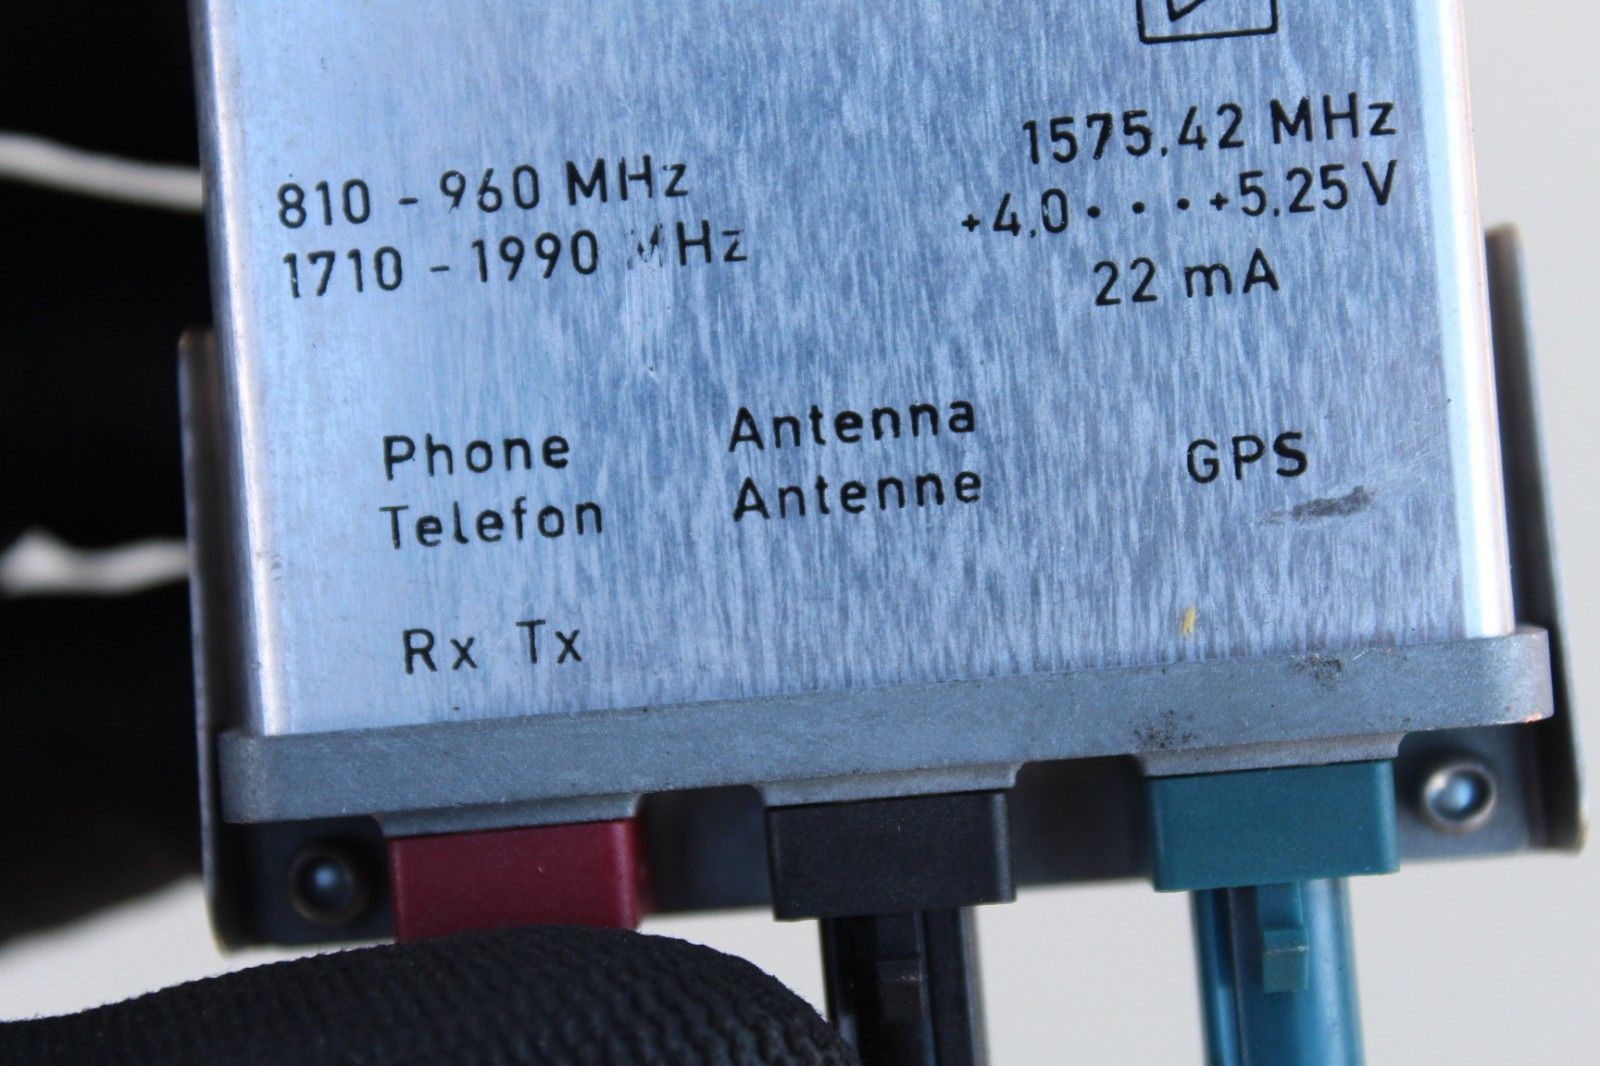 1575.42 MHz
810 - 960 MHz
+4.0 • • • +5.25 V
1710 - 1990 MHz
22 mA
Phone
Antenna
GPS
Telefon
Antenne
Rx Tx